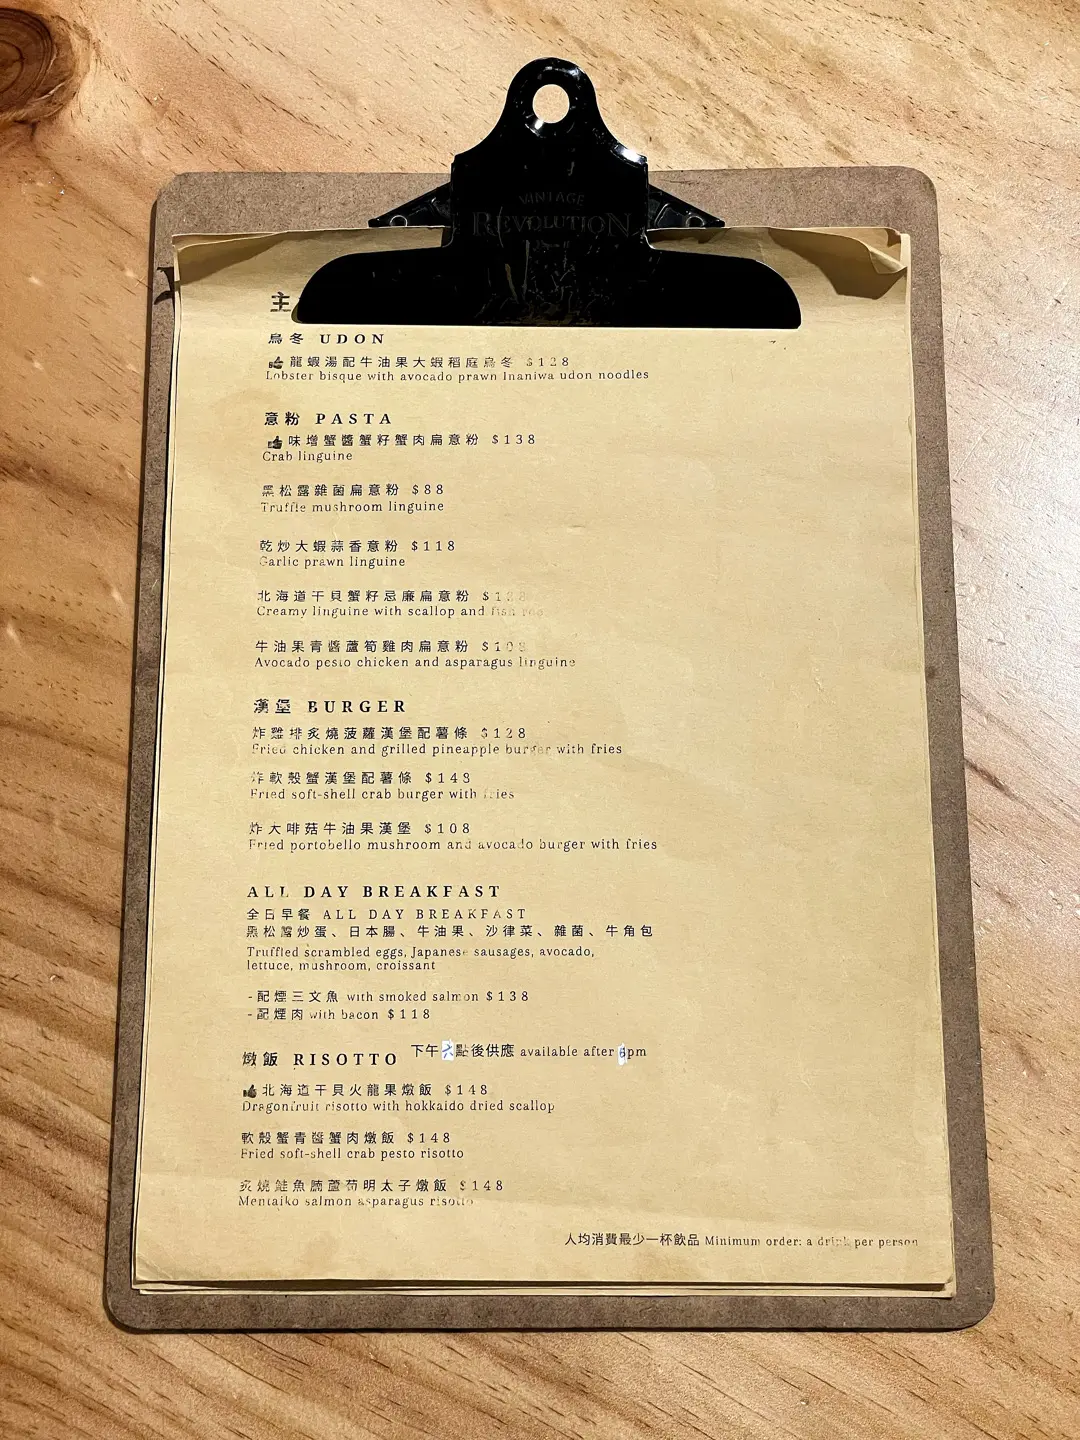 VINTAGE
REVOLUTION
主
烏冬 UDON
龍蝦湯配牛油果大蝦稻庭烏冬 $128
Lobster bisque with avocado prawn Inaniwa udon noodles
意粉 PASTA
味增蟹醬蟹籽蟹肉扁意粉 $138
Crab linguine
黑松露雜菌扁意粉 $88
Truffle mushroom linguine
乾炒大蝦蒜香意粉 $118
Garlic prawn linguine
北海道干貝蟹籽忌廉扁意粉
Creamy linguine with scallop and fish roe
牛油果青醬蘆筍雞肉扁意粉 $108
Avocado pesto chicken and asparagus linguine
漢堡 BURGER
炸雞排炙燒菠蘿漢堡配薯條 $128
Fried chicken and grilled pineapple burger with fries
炸軟殼蟹漢堡配薯條 $148
Fried soft-shell crab burger with fries
炸大啡菇牛油果漢堡 $108
Fried portobello mushroom and avocado burger with fries
ALL DAY BREAKFAST
全日早餐 ALL DAY BREAKFAST
黑松露炒蛋、日本腸、牛油果、沙律菜、雜菌、牛角包
Truffled scrambled eggs, Japanese sausages, avocado,
lettuce, mushroom, croissant
-配煙三文魚 with smoked salmon $138
-配煙肉 with bacon $118
燉飯 RISOTTO 下午六點後供應 available after 6pm
北海道干貝火龍果燉飯 $148
Dragonfruit risotto with hokkaido dried scallop
軟殼蟹青醬蟹肉燉飯 $148
Fried soft-shell crab pesto risotto
炙燒鮭魚腩蘆荀明太子燉飯 $148
Mentaiko salmon asparagus risotto
人均消費最少一杯飲品 Minimum order: a drink per person